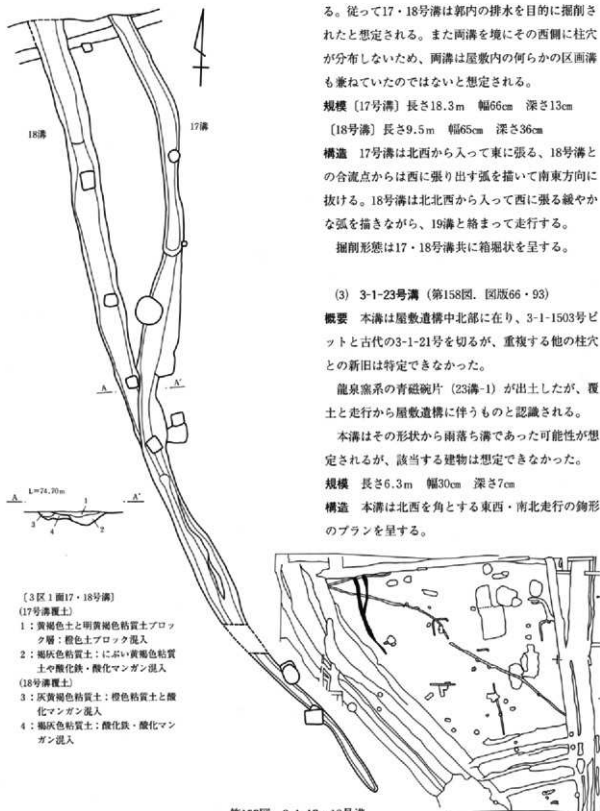 る。従って17・18号溝は郭内の排水を目的に掘削さ
れたと想定される。また両溝を境にその西側に柱穴
が分布しないため、両溝は屋敷内の何らかの区画溝
も兼ねていたのではないと想定される。
規模〔17号溝〕長さ18.3m 幅66㎝ 深さ13㎝
〔18号溝〕長さ9.5m 幅65㎝ 深さ36㎝
構造 17号溝は北西から入って東に張る、18号溝と
の合流点からは西に張り出す弧を描いて南東方向に
抜ける。18号溝は北北西から入って西に張る緩やか
な弧を描きながら、19溝と絡まって走行する。
掘削形態は17・18号溝共に箱堀状を呈する。
(3) 3-1-23号溝(第158図. 図版66・93)
概要 本溝は屋敷遺構中北部に在り、3-1-1503号ピ
ットと古代の3-1-21号を切るが、重複する他の柱穴
との新旧は特定できなかった。
龍泉窯系の青磁碗片(23溝-1)が出土したが、覆
土と走行から屋敷遺構に伴うものと認識される。
本溝はその形状から雨落ち溝であった可能性が想
定されるが、該当する建物は想定できなかった。
規模 長さ6.3m 幅30㎝ 深さ7㎝
構造 本溝は北西を角とする東西・南北走行の鉤形
のプランを呈する。
18溝
17溝
A
A'
A
L=74.70m
A'
1
3
4
2
〔3区1面17・18号溝〕
(17号溝覆土)
1;黄褐色土と明黄褐色粘質土ブロッ
ク層:橙色土ブロック混入
2;褐灰色粘質土:にぶい黄褐色粘質
土や酸化鉄・酸化マンガン混入
(18号溝覆土)
3;灰黄褐色粘質土:橙色粘質土と酸
化マンガン混入
4;褐灰色粘質土:酸化鉄・酸化マン
ガン混入